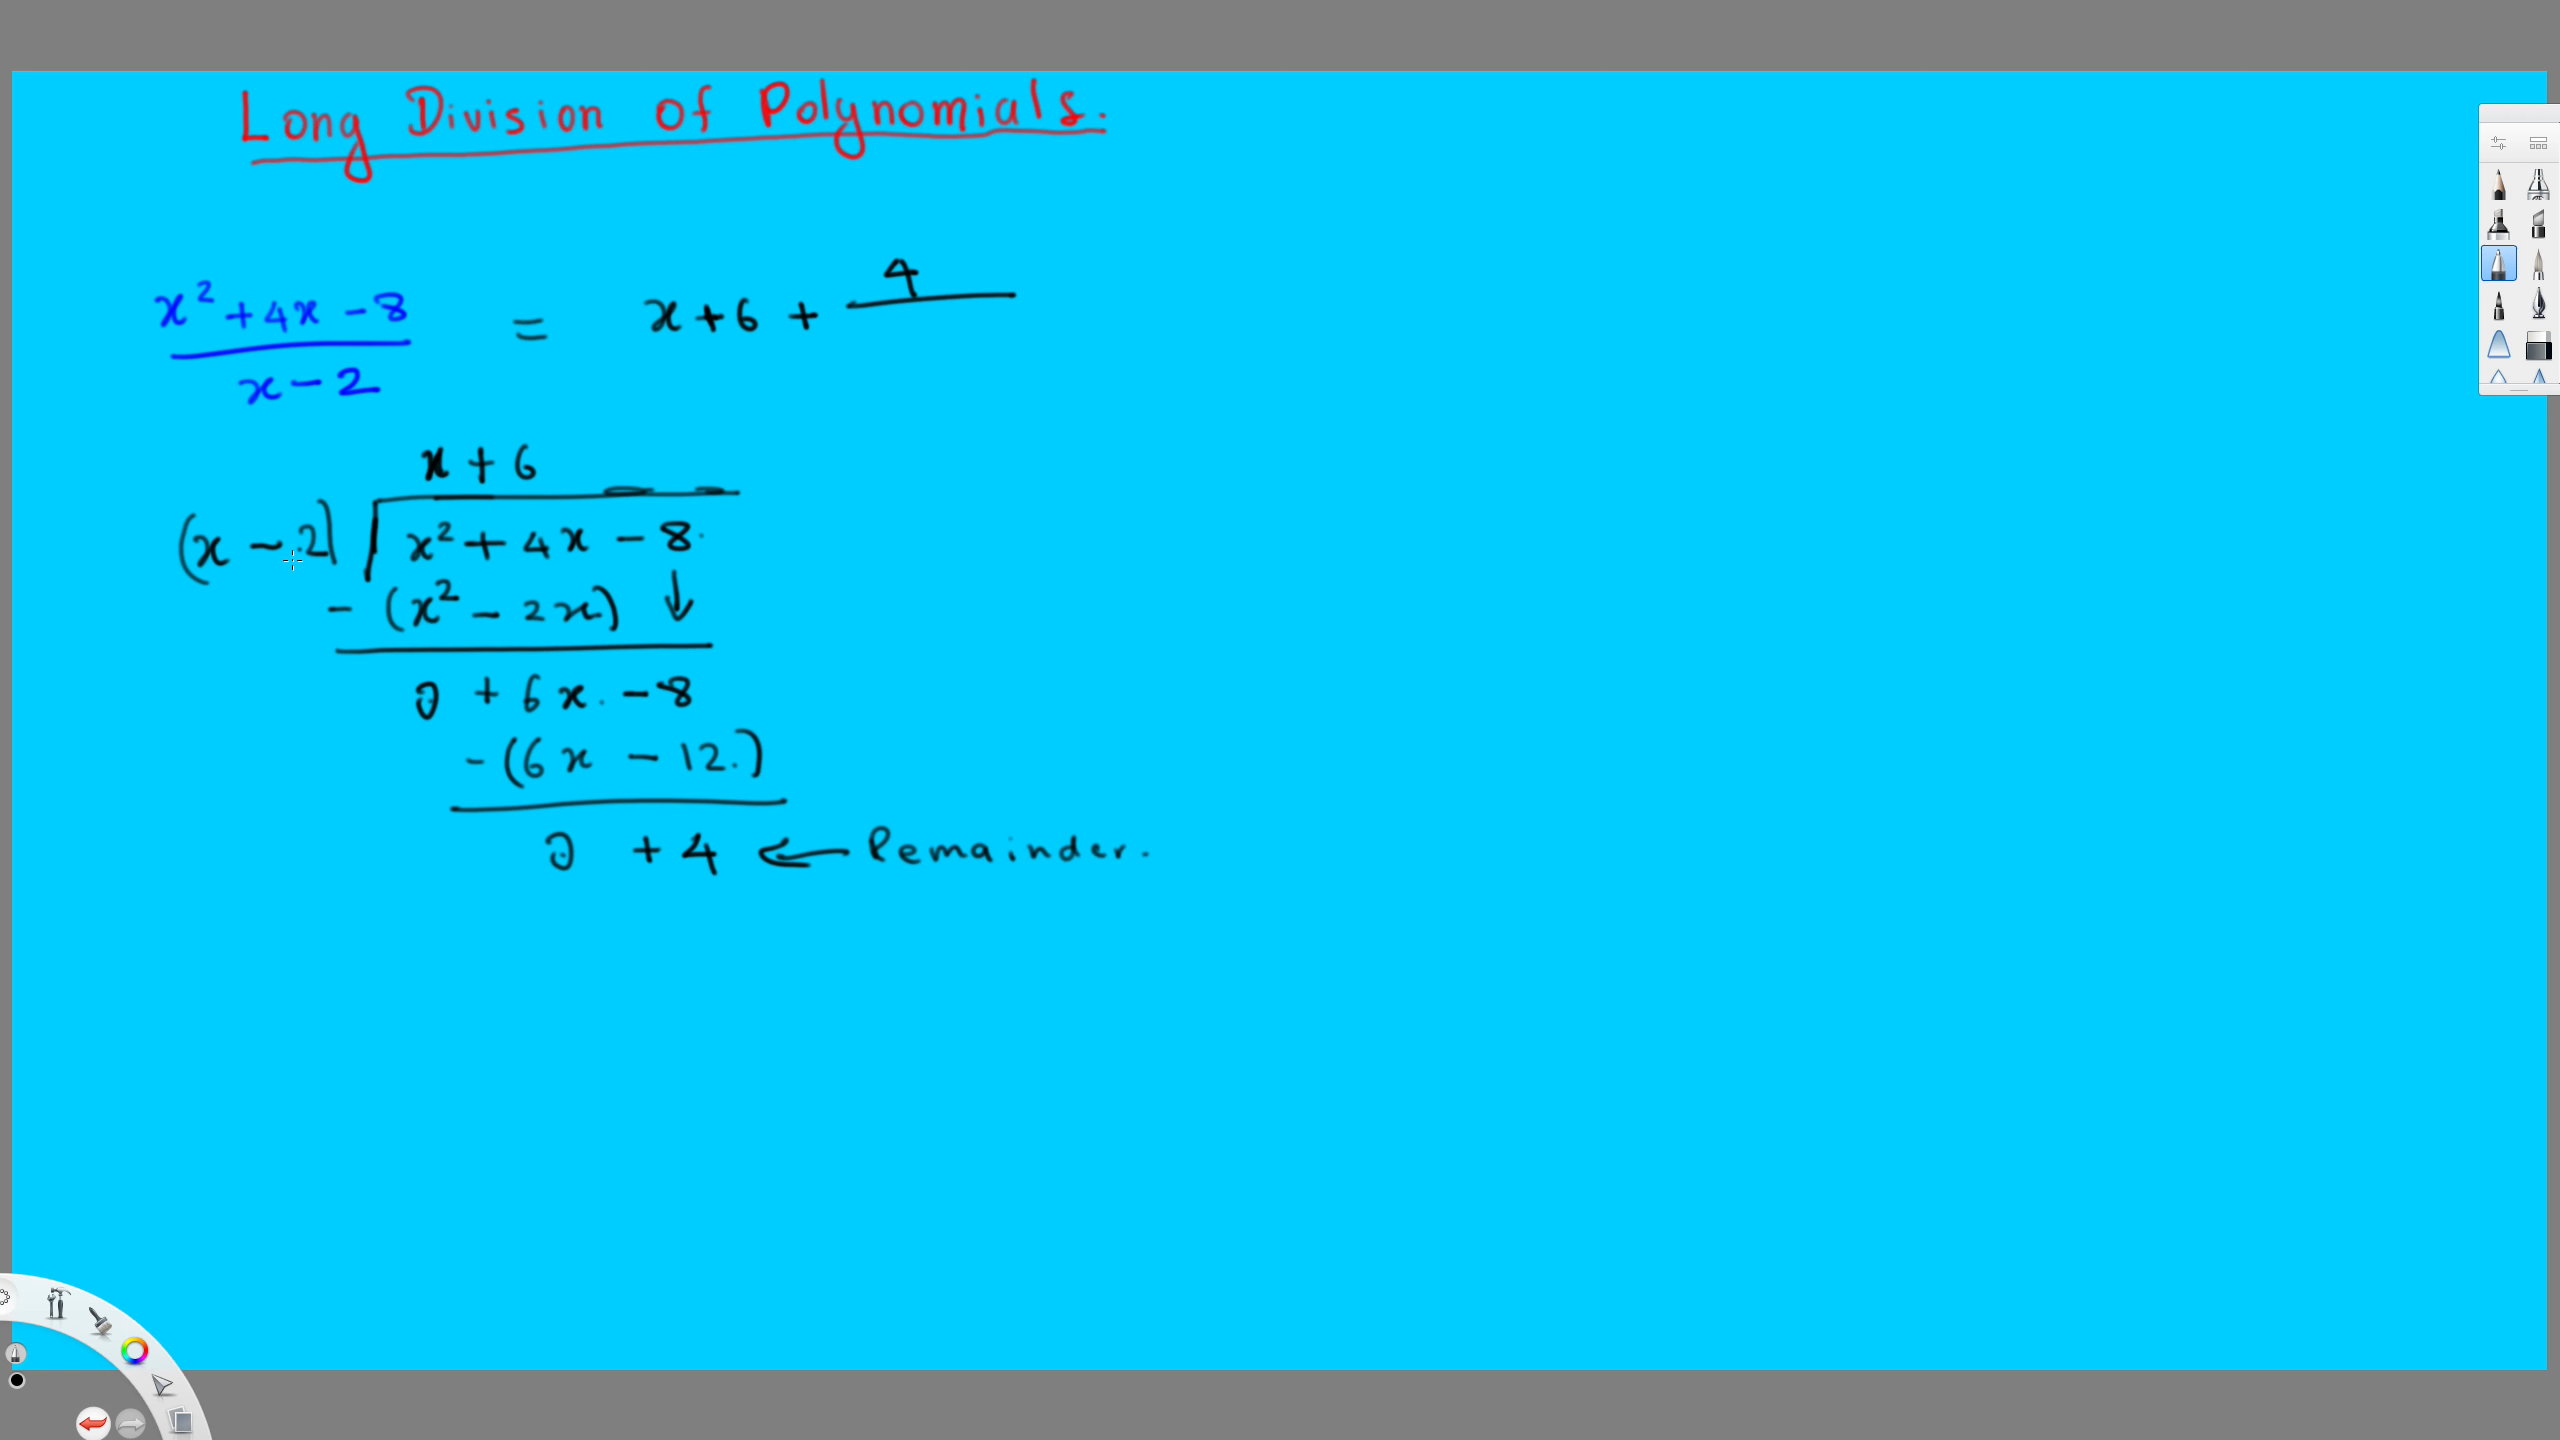 Long Division of Polynomials.
x² + 4x - 8 = x + 6 + 4
x - 2
x + 6
(x - 2) x² + 4x - 8
- (x² - 2x) ↓
0 + 6x - 8
- (6x - 12)
0 + 4 ← Remainder.